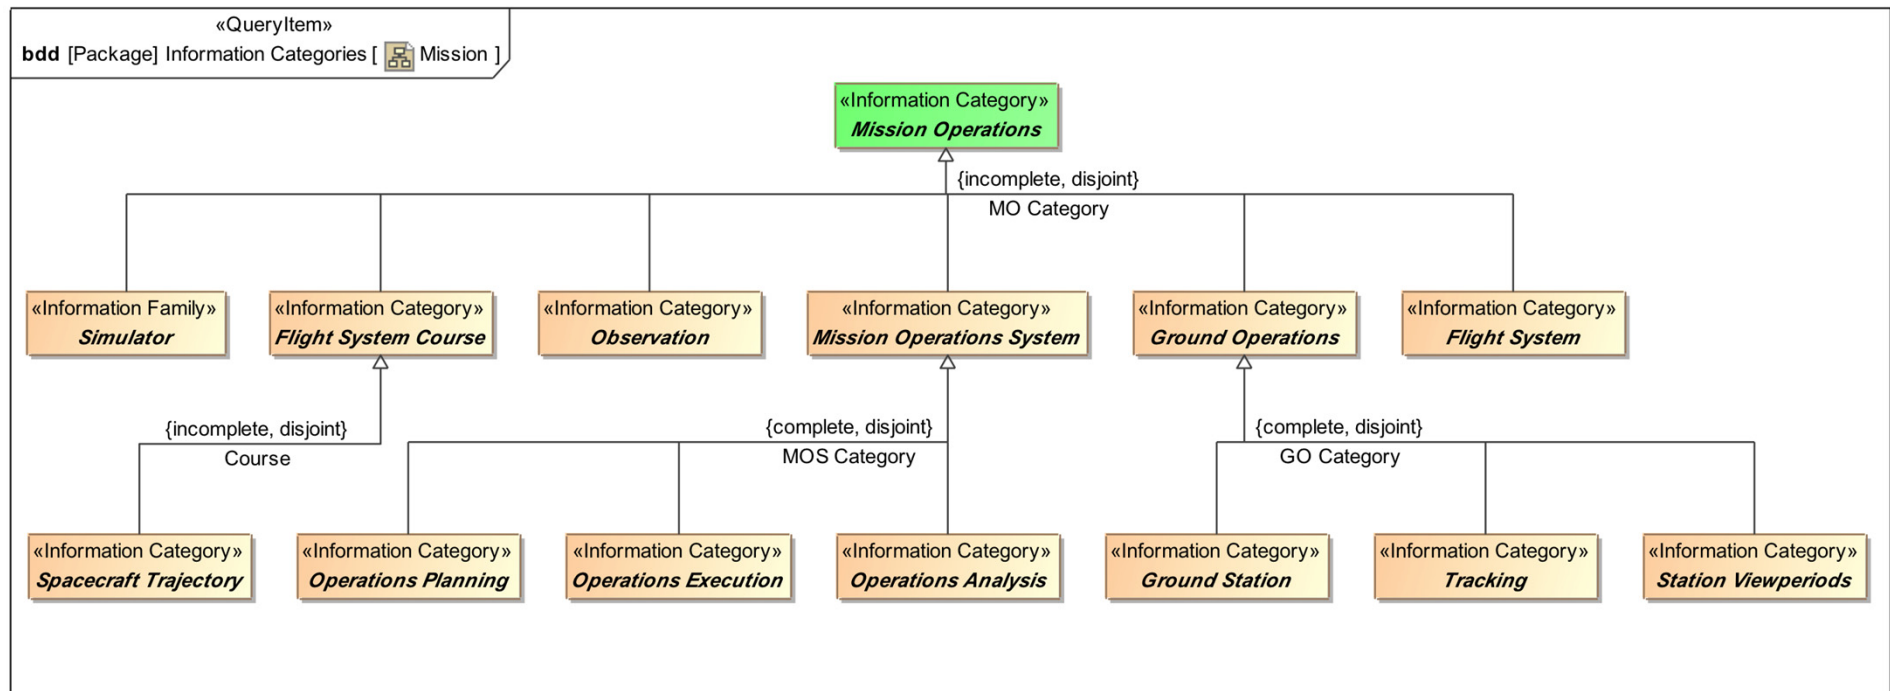 «QueryItem»
bdd [Package] Information Categories [ Mission ]
«Information Category»
Mission Operations
{incomplete, disjoint}
MO Category
«Information Family»
Simulator
«Information Category»
Flight System Course
«Information Category»
Observation
«Information Category»
Mission Operations System
«Information Category»
Ground Operations
«Information Category»
Flight System
{incomplete, disjoint}
Course
{complete, disjoint}
MOS Category
{complete, disjoint}
GO Category
«Information Category»
Spacecraft Trajectory
«Information Category»
Operations Planning
«Information Category»
Operations Execution
«Information Category»
Operations Analysis
«Information Category»
Ground Station
«Information Category»
Tracking
«Information Category»
Station Viewperiods